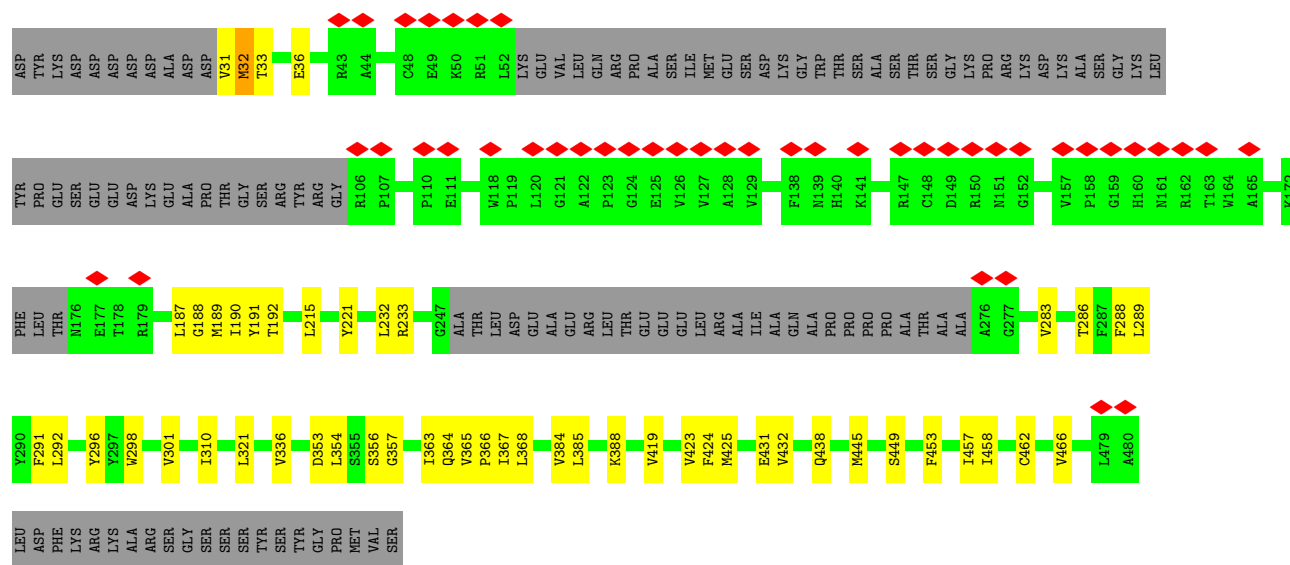 ASP TYR LYS ASP ASP ASP ASP ASP ALA ASP ASP V31 M32 T33 E36 R43 A44 C48 E49 K50 R51 L52 LYS GLU VAL LEU GLN ARG PRO ALA SER ILE MET GLU SER ASP LYS GLY TRP THR SER ALA SER THR SER GLY LYS PRO ARG LYS ASP LYS ALA SER GLY LYS LEU
TYR PRO GLU SER GLU GLU ASP LYS GLU ALA PRO THR GLY SER ARG TYR ARG GLY R106 P107 P110 E111 W118 P119 L120 G121 A122 P123 G124 E125 V126 V127 A128 V129 F138 N139 H140 K141 R147 C148 D149 R150 N151 G152 V157 P158 G159 H160 N161 R162 T163 W164 A165 K172
PHE LEU THR N176 E177 T178 R179 L187 G188 M189 I190 Y191 T192 L215 Y221 L232 R233 G247 ALA THR LEU ASP GLU ALA GLU ARG LEU THR GLU GLU GLU LEU ARG ALA ILE ALA GLN ALA PRO PRO PRO PRO ALA THR ALA ALA A276 G277 V283 T286 F287 F288 L289
Y290 F291 L292 Y296 Y297 W298 V301 I310 L321 V336 D353 L354 S355 S356 G357 I363 Q364 V365 P366 I367 L368 V384 L385 K388 V419 V423 F424 M425 E431 V432 Q438 M445 S449 F453 I457 I458 C462 V466 L479 A480
LEU ASP PHE LYS ARG LYS ALA ARG SER GLY SER SER SER TYR SER TYR GLY PRO MET VAL SER